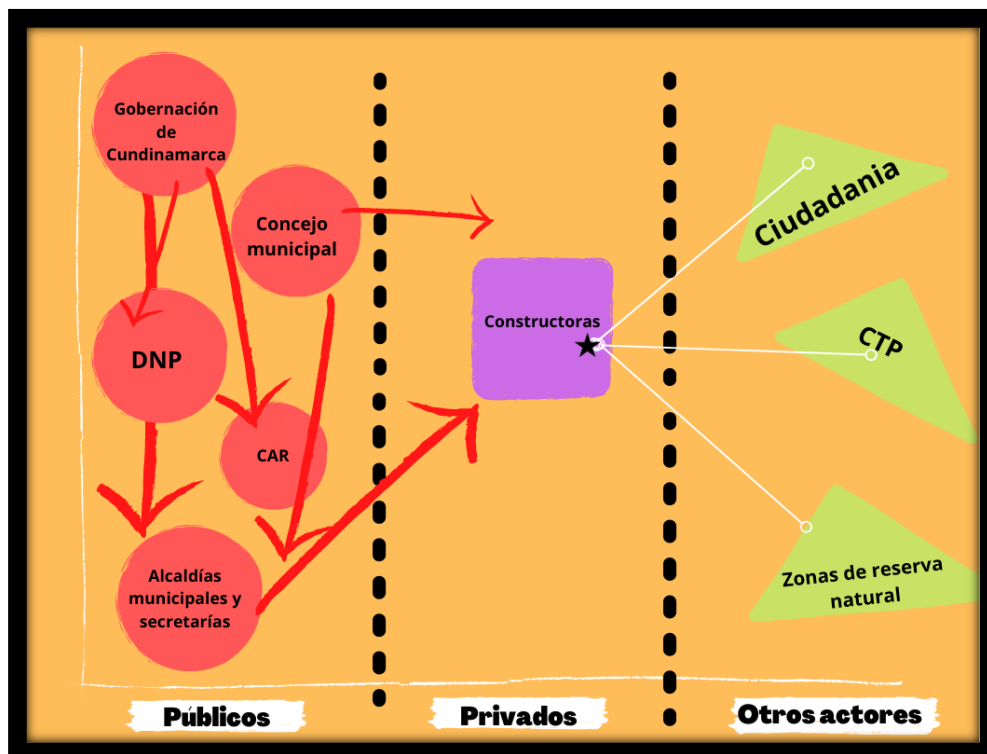 Gobernación
de
Cundinamarca
Concejo
municipal
DNP
CAR
Alcaldías
municipales y
secretarías
Constructoras
Ciudadania
CTP
Zonas de reserva
natural
Públicos
Privados
Otros actores